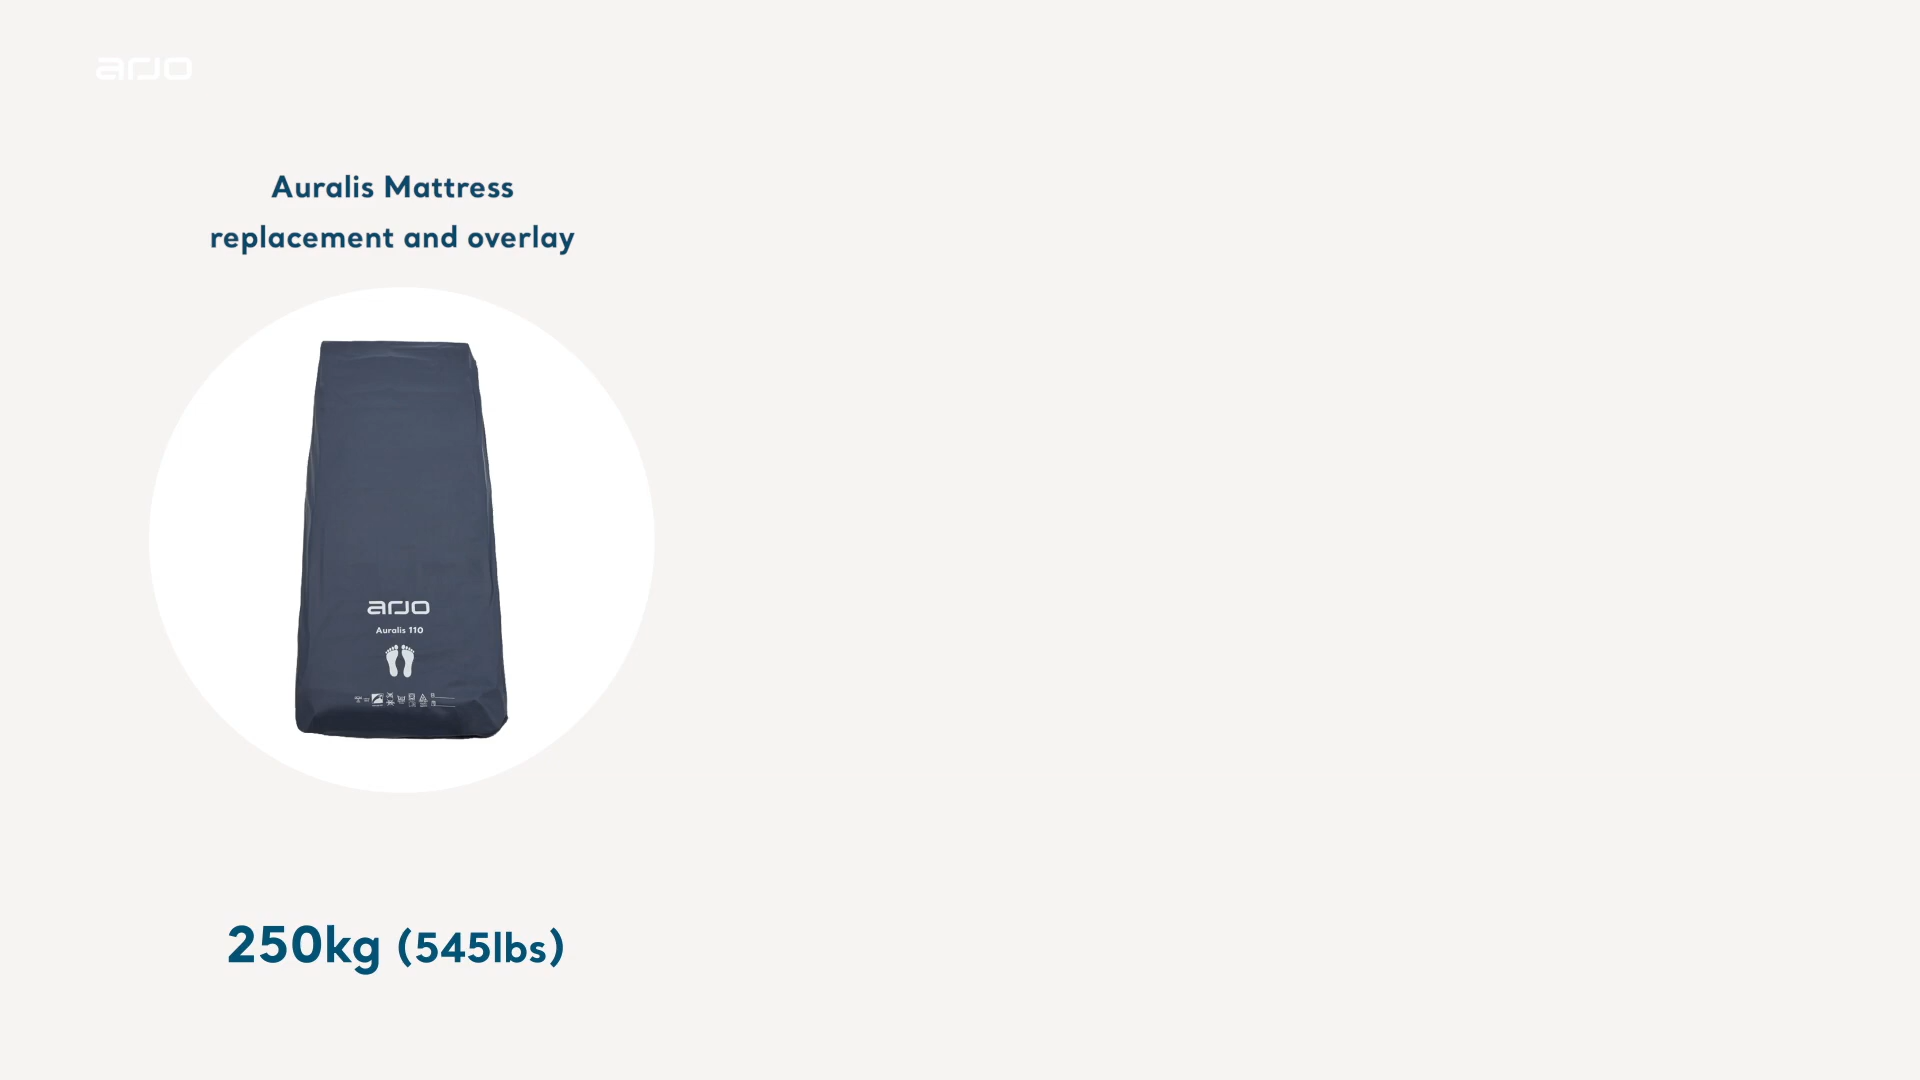 arjo
Auralis Mattress
replacement and overlay
arjo
Auralis 110
250kg (545lbs)